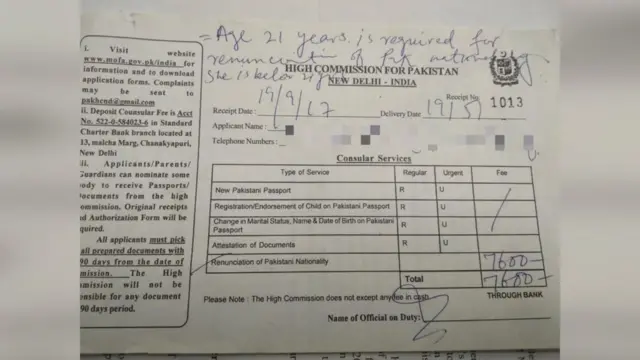 = Age 21 years is required for
renunciation of Pak nationality
She is below 21
HIGH COMMISSION FOR PAKISTAN
NEW DELHI - INDIA
Receipt No. 1013
Receipt Date : 19/9/17 Delivery Date 19/
Applicant Name :
Telephone Numbers :
i. Visit website
www.mofa.gov.pk/india for
information and to download
application forms. Complaints
may be sent to
pakhcnd@gmail.com
ii. Deposit Counsular Fee is Acct
No. 522-0-584023-6 in Standard
Charter Bank branch located at
13, malcha Marg, Chanakyapuri,
New Delhi
iii. Applicants/Parents/
Guardians can nominate some
body to receive Passports/
Documents from the high
ommission. Original receipts
nd Authorization Form will be
equired.
All applicants must pick
all prepared documents with
90 days from the date of
mission. The High
mmission will not be
onsible for any document
90 days period.
Consular Services
Type of Service Regular Urgent Fee
New Pakistani Passport R U
Registration/Endorsement of Child on Pakistani Passport R U
Change in Marital Status, Name & Date of Birth on Pakistani
Passport R U
Attestation of Documents R U
Renunciation of Pakistani Nationality 7600-
Total 7600-
Please Note : The High Commission does not except any fee in cash THROUGH BANK
Name of Official on Duty: